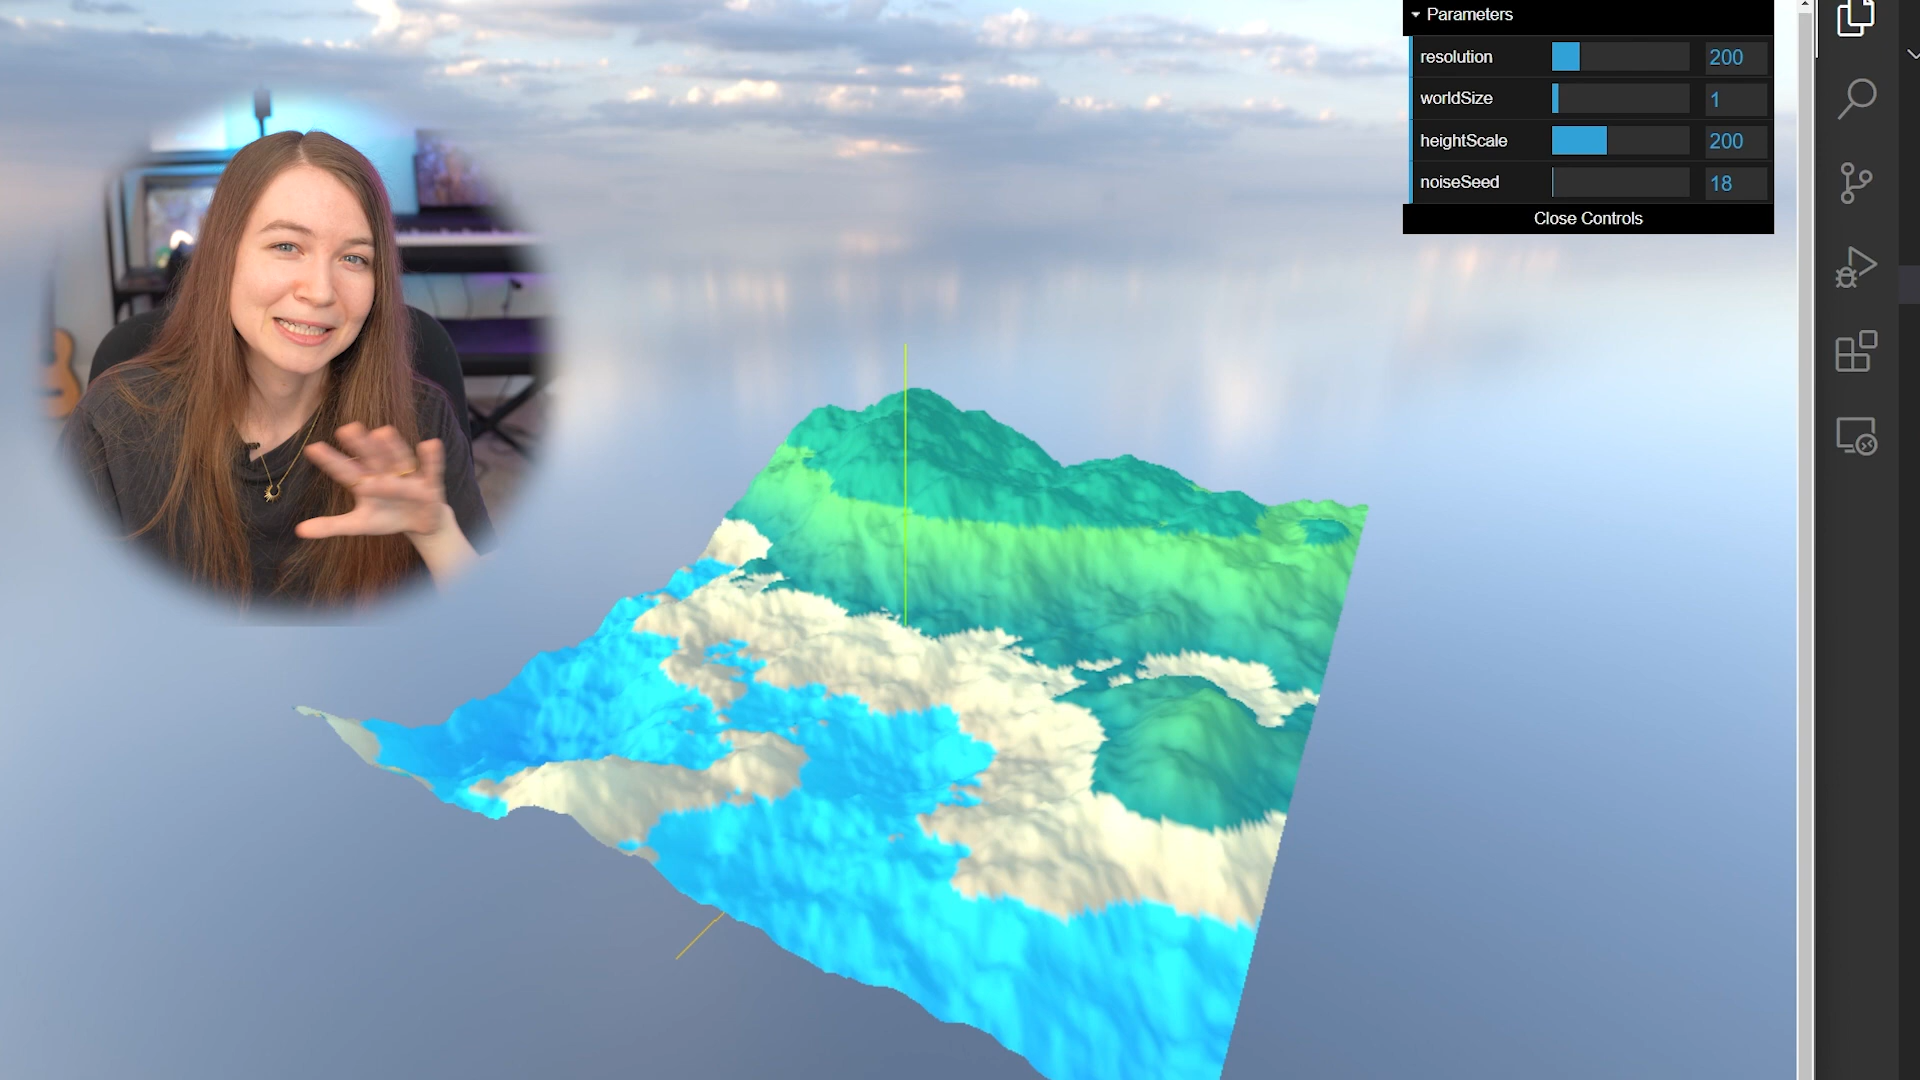 Parameters
resolution 200
worldSize 1
heightScale 200
noiseSeed 18
Close Controls